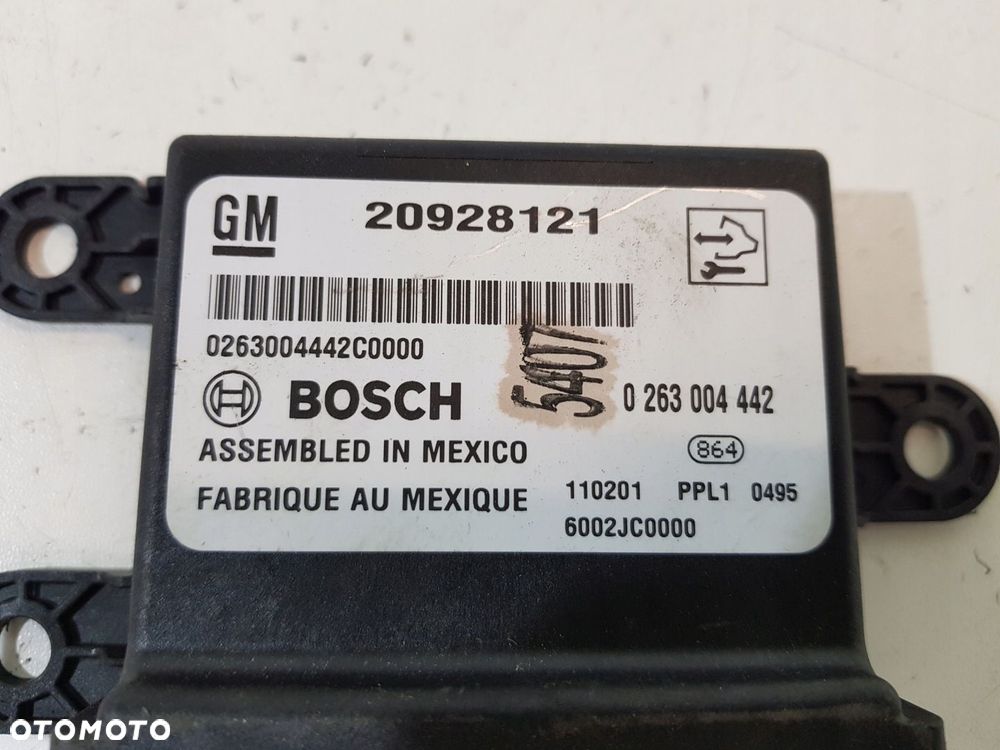 GM 20928121
0263004442C0000
5407
BOSCH 0 263 004 442
ASSEMBLED IN MEXICO 864
FABRIQUE AU MEXIQUE 110201 PPL1 0495
6002JC0000
OTOMOTO